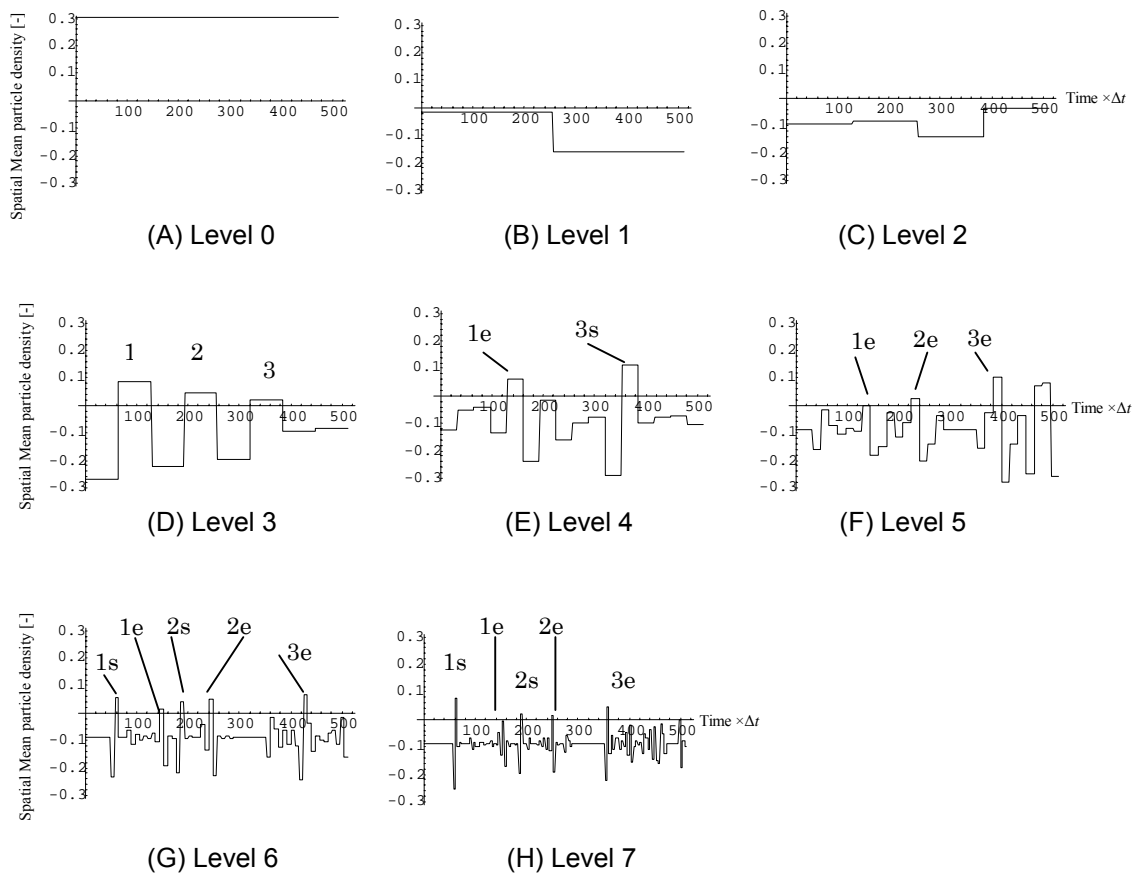 Spatial Mean particle density [-]
0.3
0.2
0.1
-0.1
-0.2
-0.3
100 200 300 400 500
(A) Level 0
0.3
0.2
0.1
-0.1
-0.2
-0.3
100 200 300 400 500
(B) Level 1
0.3
0.2
0.1
-0.1
-0.2
-0.3
100 200 300 400 500
Time ×Δt
(C) Level 2
Spatial Mean particle density [-]
0.3
0.2
0.1
-0.1
-0.2
-0.3
1 2 3
100 200 300 400 500
(D) Level 3
0.3
0.2
0.1
-0.1
-0.2
-0.3
1e 3s
100 200 300 400 500
(E) Level 4
0.3
0.2
0.1
-0.1
-0.2
-0.3
1e 2e 3e
100 200 300 400 500
Time ×Δt
(F) Level 5
Spatial Mean particle density [-]
0.3
0.2
0.1
-0.1
-0.2
-0.3
1s 1e 2s 2e 3e
100 200 300 400 500
(G) Level 6
0.3
0.2
0.1
-0.1
-0.2
-0.3
1s 1e 2s 2e 3e
100 200 300 400 500
Time ×Δt
(H) Level 7